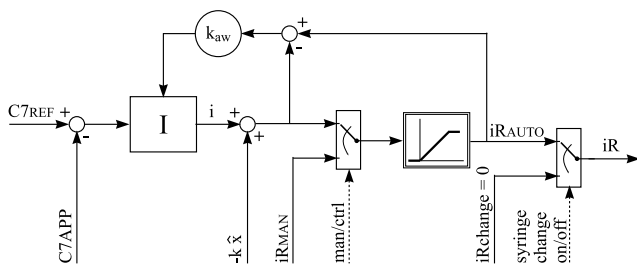 kaw
+
-
C7REF +
-
I
i
+
+
iRAUTO
iR
C7APP
-k x̂
iRMAN
man/ctrl
iRchange = 0
syringe
change
on/off